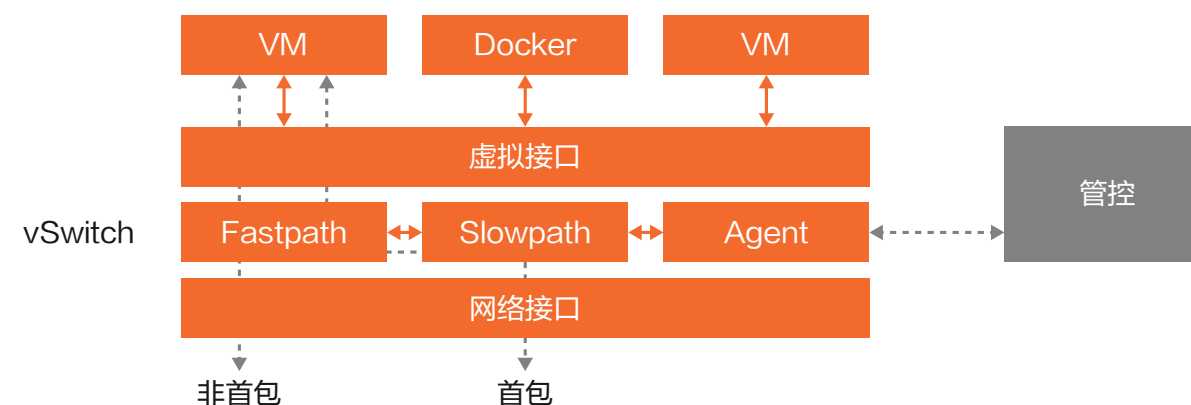 VM
Docker
VM
虚拟接口
管控
vSwitch
Fastpath
Slowpath
Agent
网络接口
非首包
首包